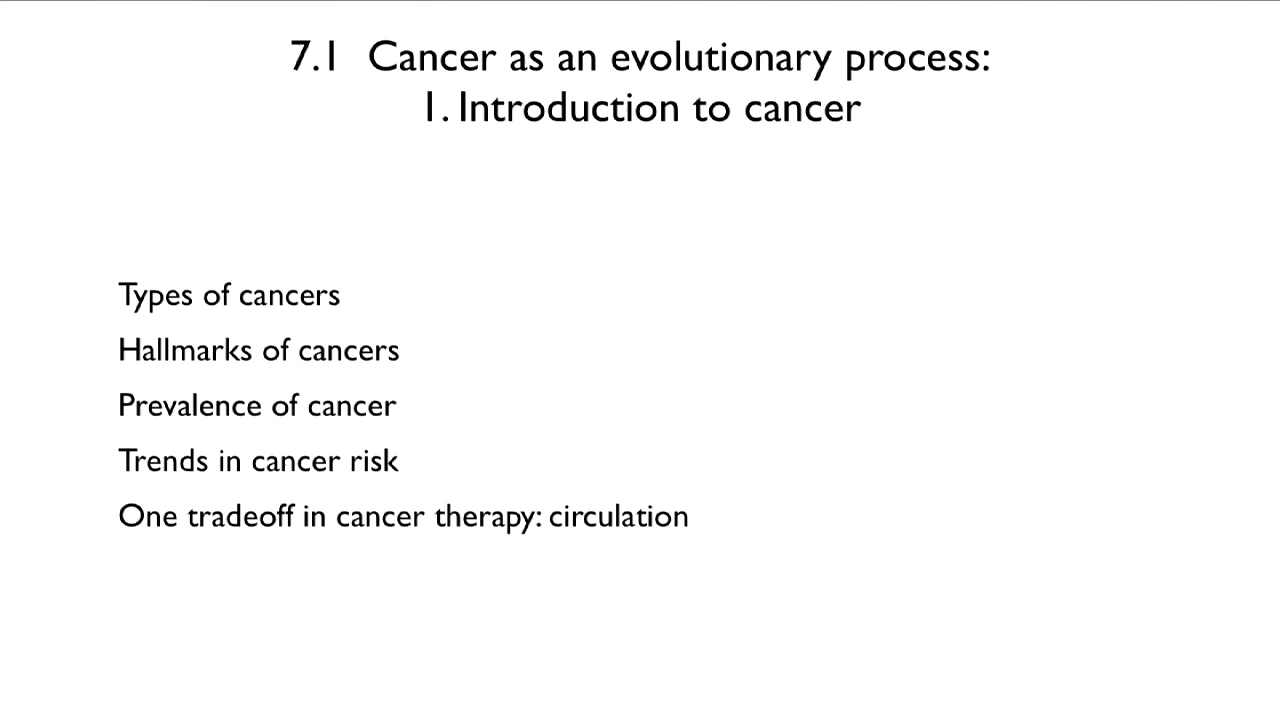 7.1 Cancer as an evolutionary process:
1. Introduction to cancer
Types of cancers
Hallmarks of cancers
Prevalence of cancer
Trends in cancer risk
One tradeoff in cancer therapy: circulation